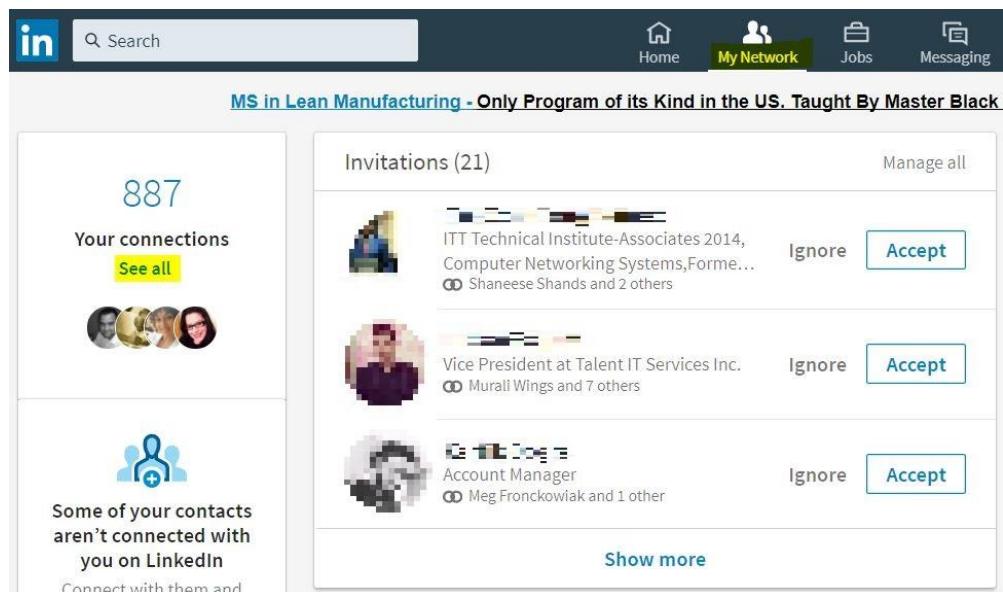 in
Search
Home
My Network
Jobs
Messaging
MS in Lean Manufacturing - Only Program of its Kind in the US. Taught By Master Black
887
Your connections
See all
Some of your contacts
aren't connected with
you on LinkedIn
Connect with them and
Invitations (21)
Manage all
ITT Technical Institute-Associates 2014,
Computer Networking Systems,Forme...
Shaneese Shands and 2 others
Ignore
Accept
Vice President at Talent IT Services Inc.
Murali Wings and 7 others
Ignore
Accept
Account Manager
Meg Fronckowiak and 1 other
Ignore
Accept
Show more